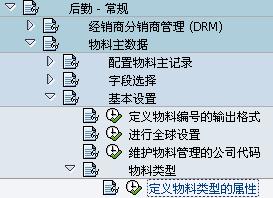 后勤 - 常规
经销商分销商管理 (DRM)
物料主数据
配置物料主记录
字段选择
基本设置
定义物料编号的输出格式
进行全球设置
维护物料管理的公司代码
物料类型
定义物料类型的属性